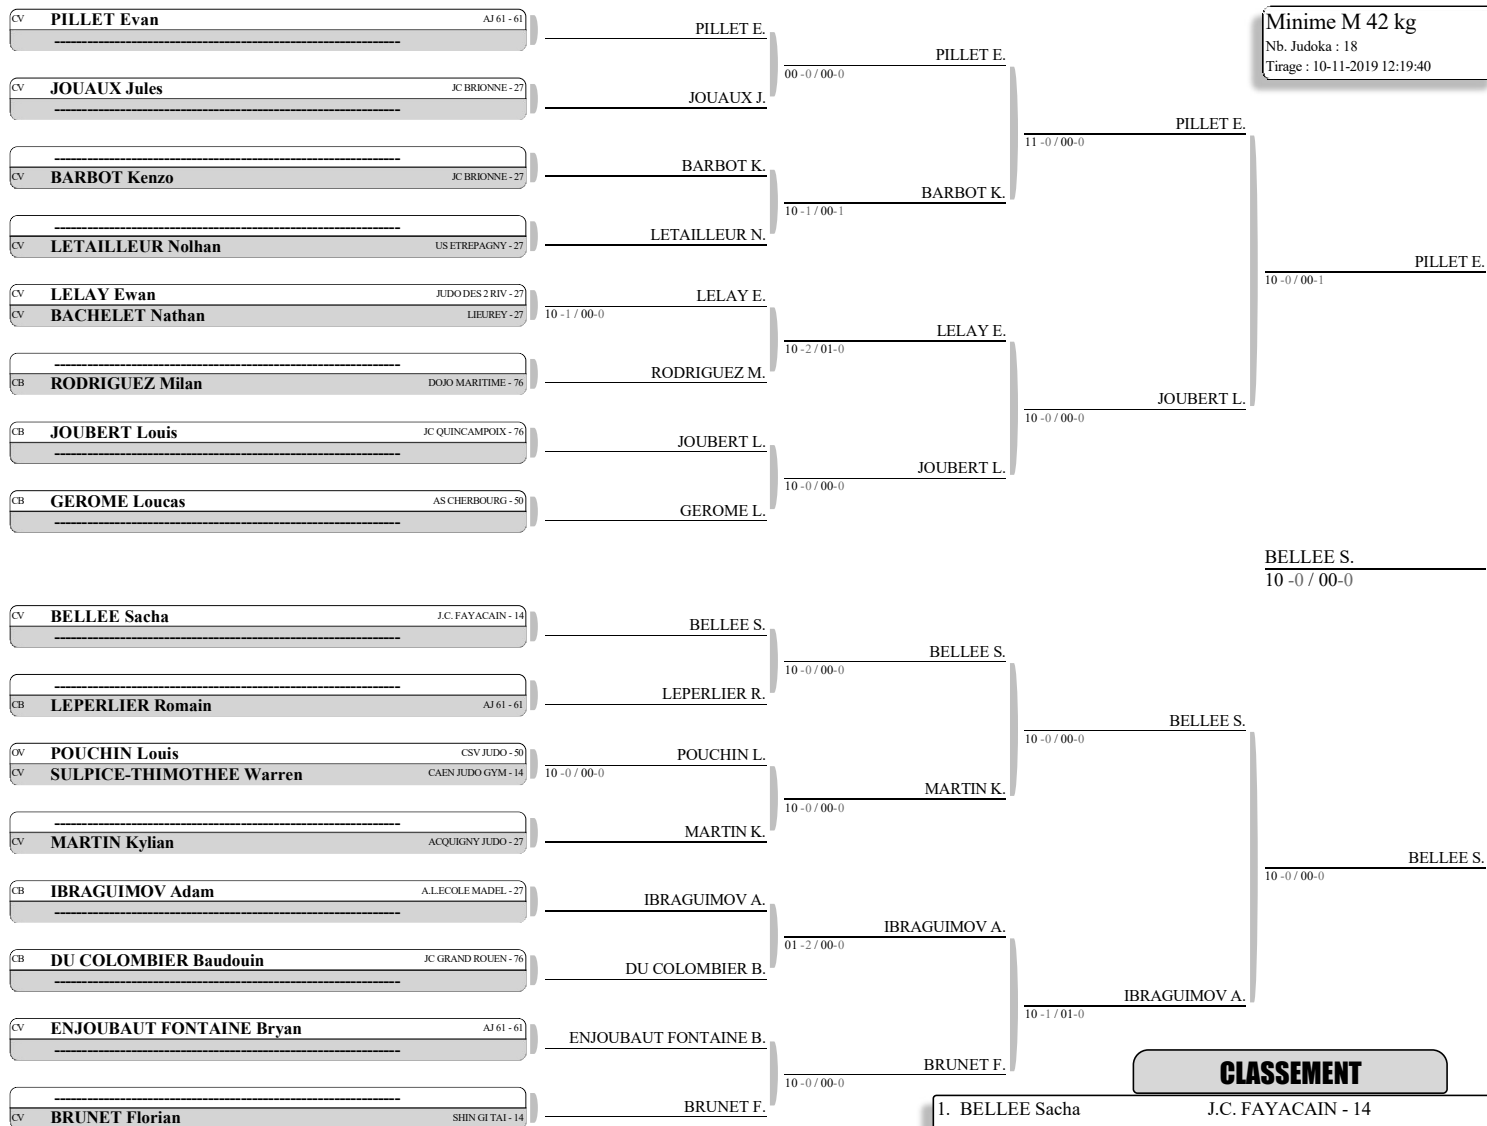 CV PILLET Evan AJ 61 - 61
------------------------------------------------------------------
CV JOUAUX Jules JC BRIONNE - 27
------------------------------------------------------------------
------------------------------------------------------------------
CV BARBOT Kenzo JC BRIONNE - 27
------------------------------------------------------------------
CV LETAILLEUR Nolhan US ETREPAGNY - 27
CV LELAY Ewan JUDO DES 2 RIV - 27
CV BACHELET Nathan LIEUREY - 27
------------------------------------------------------------------
CB RODRIGUEZ Milan DOJO MARITIME - 76
CB JOUBERT Louis JC QUINCAMPOIX - 76
------------------------------------------------------------------
CB GEROME Loucas AS CHERBOURG - 50
------------------------------------------------------------------
CV BELLEE Sacha J.C. FAYACAIN - 14
------------------------------------------------------------------
------------------------------------------------------------------
CB LEPERLIER Romain AJ 61 - 61
OV POUCHIN Louis CSV JUDO - 50
CV SULPICE-THIMOTHEE Warren CAEN JUDO GYM - 14
------------------------------------------------------------------
CV MARTIN Kylian ACQUIGNY JUDO - 27
CB IBRAGUIMOV Adam A.L.ECOLE MADEL - 27
------------------------------------------------------------------
CB DU COLOMBIER Baudouin JC GRAND ROUEN - 76
------------------------------------------------------------------
CV ENJOUBAUT FONTAINE Bryan AJ 61 - 61
------------------------------------------------------------------
------------------------------------------------------------------
CV BRUNET Florian SHIN GI TAI - 14
PILLET E.
JOUAUX J.
BARBOT K.
LETAILLEUR N.
LELAY E.
10 -1 / 00-0
RODRIGUEZ M.
JOUBERT L.
GEROME L.
BELLEE S.
LEPERLIER R.
POUCHIN L.
10 -0 / 00-0
MARTIN K.
IBRAGUIMOV A.
DU COLOMBIER B.
ENJOUBAUT FONTAINE B.
BRUNET F.
PILLET E.
00 -0 / 00-0
BARBOT K.
10 -1 / 00-1
LELAY E.
10 -2 / 01-0
JOUBERT L.
10 -0 / 00-0
BELLEE S.
10 -0 / 00-0
MARTIN K.
10 -0 / 00-0
IBRAGUIMOV A.
01 -2 / 00-0
BRUNET F.
10 -0 / 00-0
PILLET E.
11 -0 / 00-0
JOUBERT L.
10 -0 / 00-0
BELLEE S.
10 -0 / 00-0
IBRAGUIMOV A.
10 -1 / 01-0
Minime M 42 kg
Nb. Judoka : 18
Tirage : 10-11-2019 12:19:40
PILLET E.
10 -0 / 00-1
BELLEE S.
10 -0 / 00-0
BELLEE S.
10 -0 / 00-0
CLASSEMENT
1. BELLEE Sacha J.C. FAYACAIN - 14